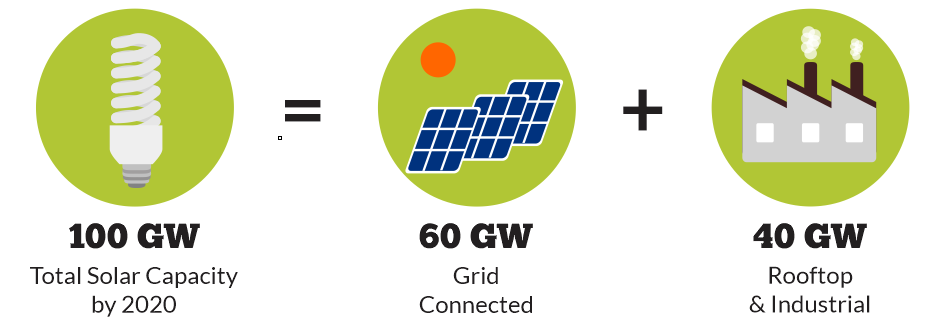 =
+
100 GW
60 GW
40 GW
Total Solar Capacity
by 2020
Grid
Connected
Rooftop
& Industrial